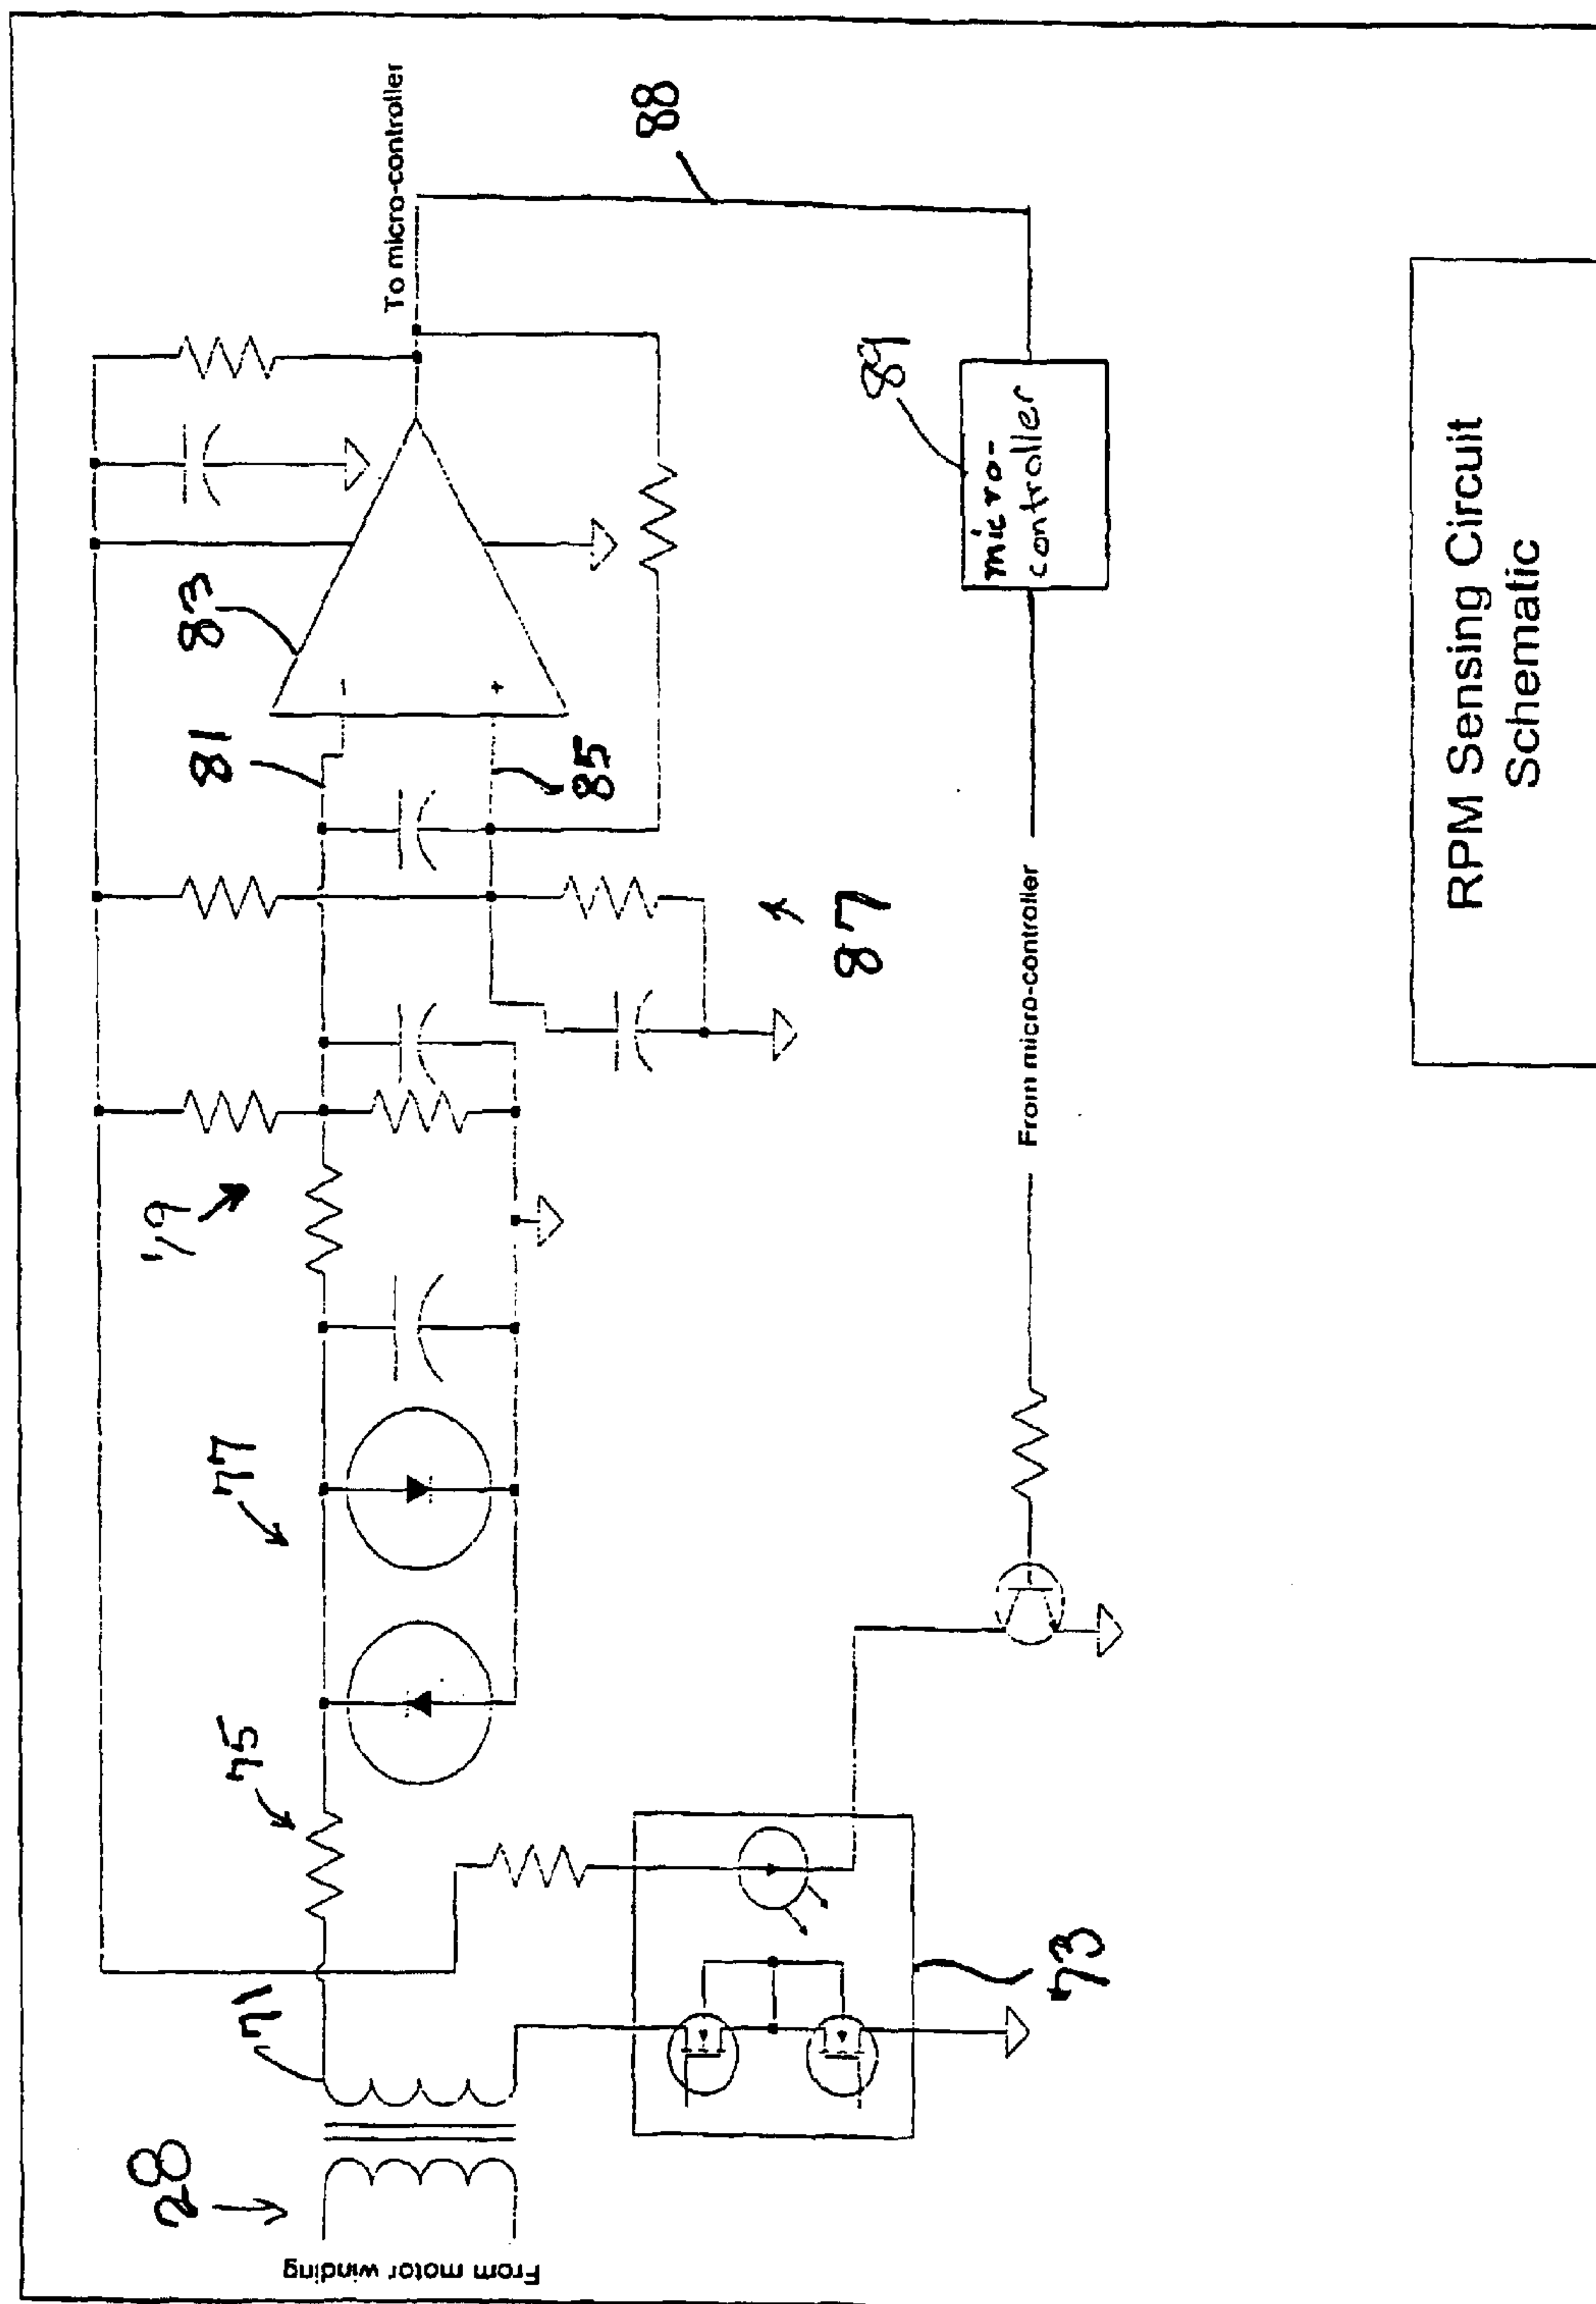 28
From motor winding
71
75
77
79
81
83
85
87
73
To micro-controller
88
89
micro-
controller
From micro-controller
-
+
RPM Sensing Circuit
Schematic